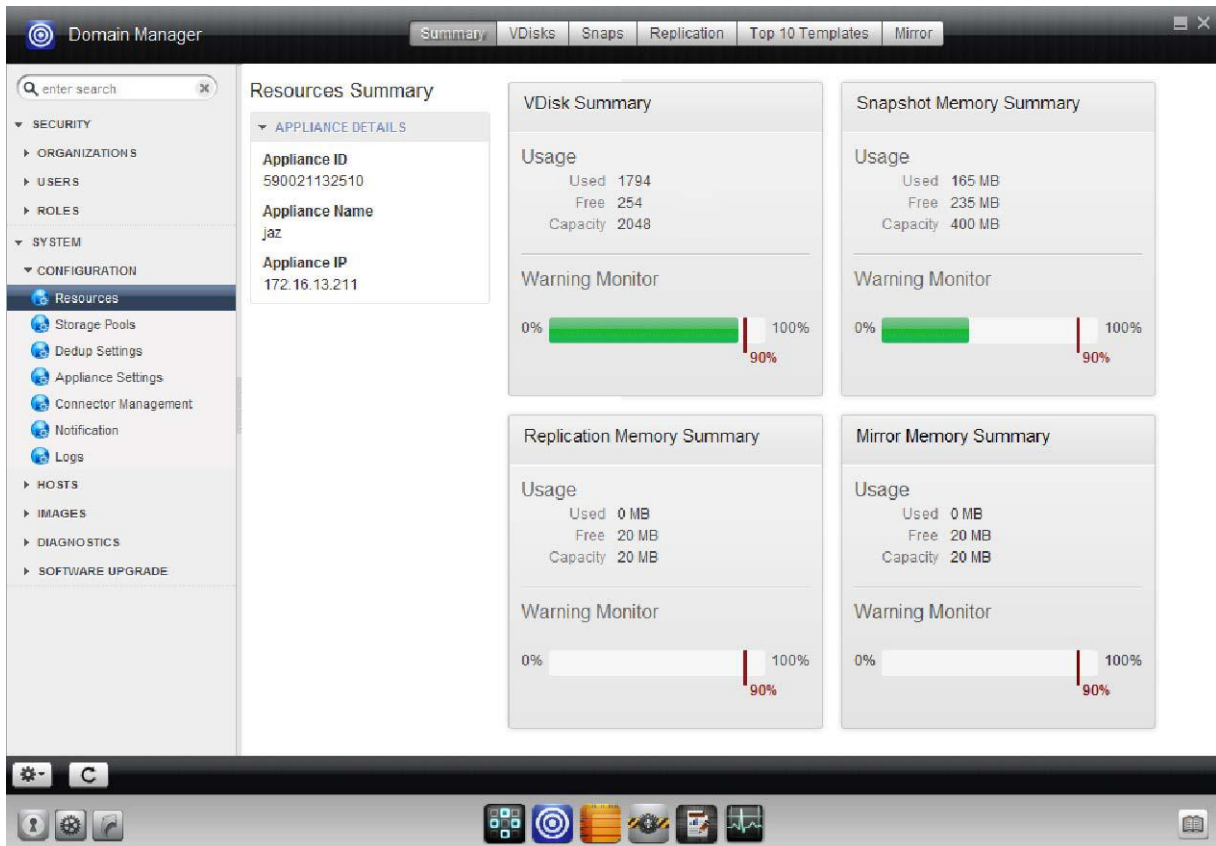 Domain Manager
Summary
VDisks
Snaps
Replication
Top 10 Templates
Mirror
enter search
SECURITY
ORGANIZATIONS
USERS
ROLES
SYSTEM
CONFIGURATION
Resources
Storage Pools
Dedup Settings
Appliance Settings
Connector Management
Notification
Logs
HOSTS
IMAGES
DIAGNOSTICS
SOFTWARE UPGRADE
Resources Summary
APPLIANCE DETAILS
Appliance ID
590021132510
Appliance Name
jaz
Appliance IP
172.16.13.211
VDisk Summary
Usage
Used 1794
Free 254
Capacity 2048
Warning Monitor
0% 100%
90%
Snapshot Memory Summary
Usage
Used 165 MB
Free 235 MB
Capacity 400 MB
Warning Monitor
0% 100%
90%
Replication Memory Summary
Usage
Used 0 MB
Free 20 MB
Capacity 20 MB
Warning Monitor
0% 100%
90%
Mirror Memory Summary
Usage
Used 0 MB
Free 20 MB
Capacity 20 MB
Warning Monitor
0% 100%
90%